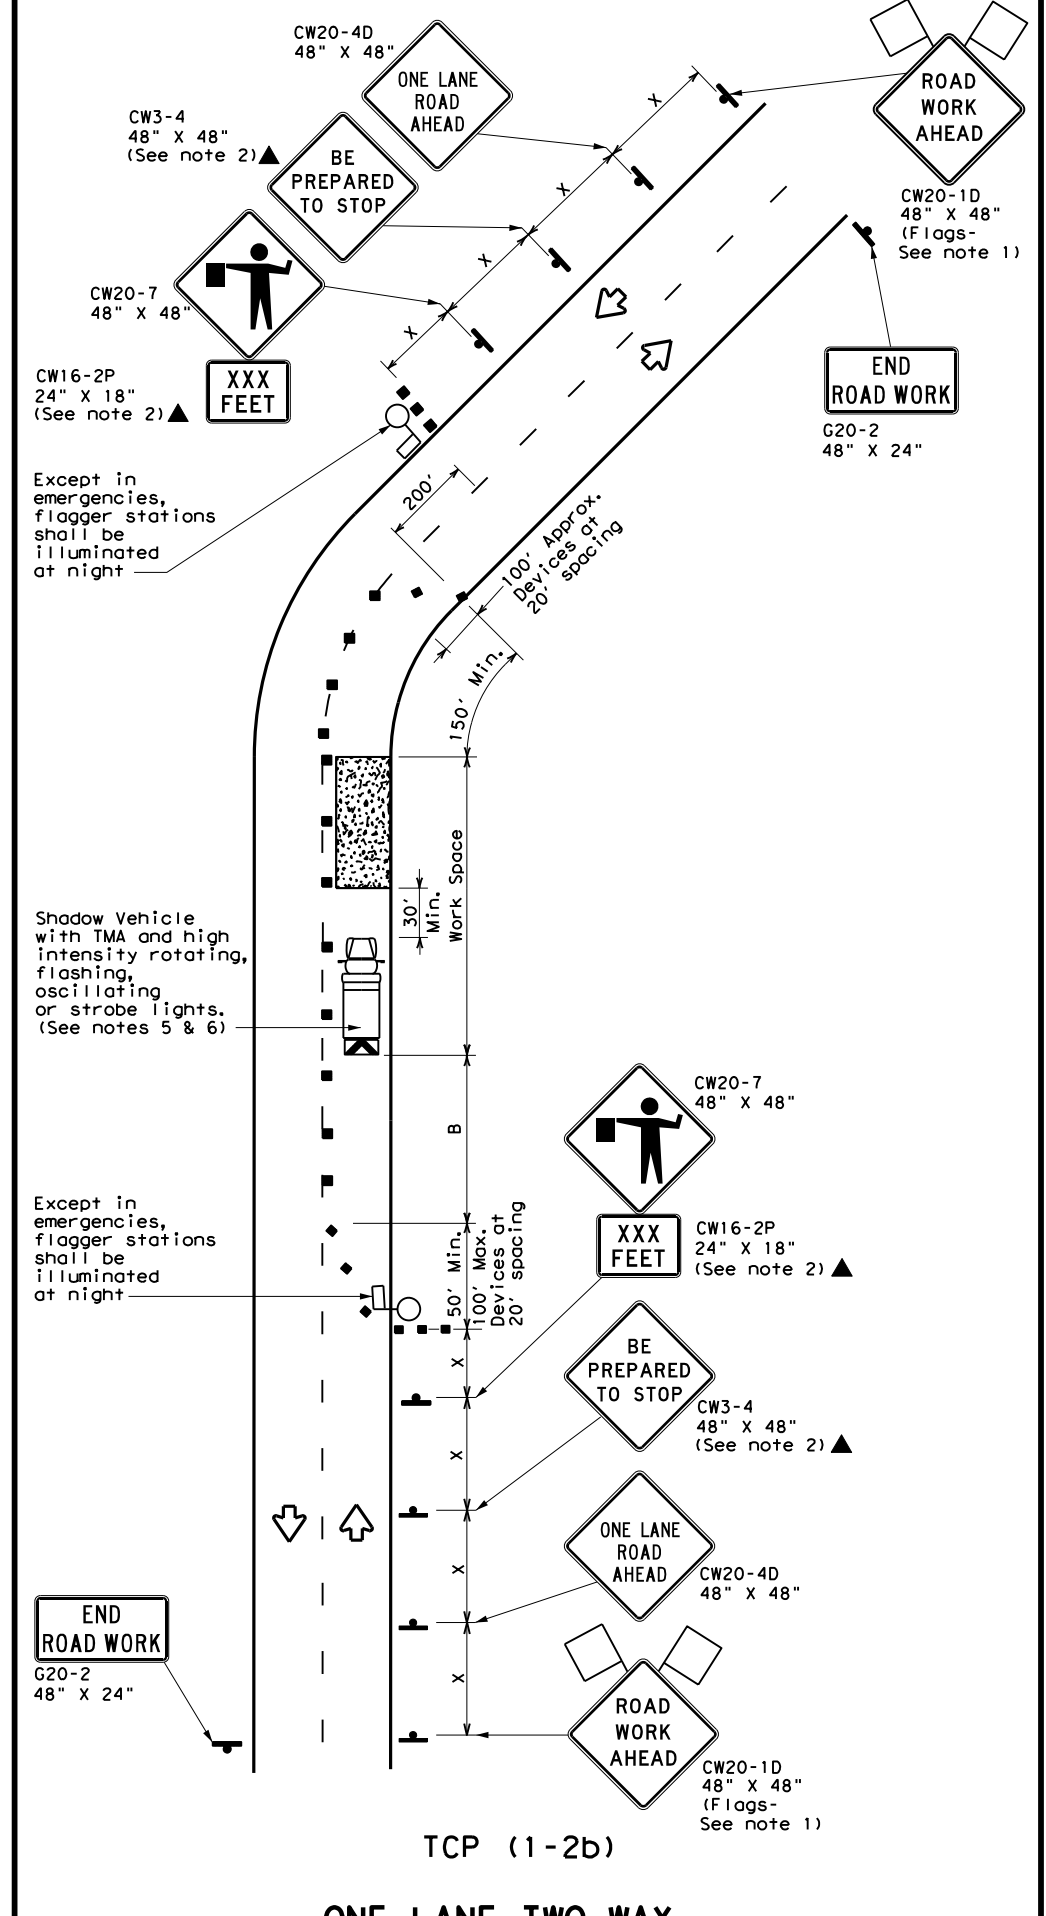 CW20-4D
48" X 48"
ONE LANE
ROAD
AHEAD
ROAD
WORK
AHEAD
CW20-1D
48" X 48"
(Flags-
See note 1)
CW3-4
48" X 48"
(See note 2)
BE
PREPARED
TO STOP
CW20-7
48" X 48"
CW16-2P
24" X 18"
(See note 2)
XXX
FEET
X
X
X
X
END
ROAD WORK
G20-2
48" X 24"
Except in
emergencies,
flagger stations
shall be
illuminated
at night
200'
100' Approx.
Devices at
20' spacing
150' Min.
Work Space
30'
Min.
Shadow Vehicle
with TMA and high
intensity rotating,
flashing,
oscillating
or strobe lights.
(See notes 5 & 6)
B
CW20-7
48" X 48"
XXX
FEET
CW16-2P
24" X 18"
(See note 2)
Except in
emergencies,
flagger stations
shall be
illuminated
at night
50' Min.
100' Max.
Devices at
20' spacing
X
X
X
X
BE
PREPARED
TO STOP
CW3-4
48" X 48"
(See note 2)
ONE LANE
ROAD
AHEAD
CW20-4D
48" X 48"
END
ROAD WORK
G20-2
48" X 24"
ROAD
WORK
AHEAD
CW20-1D
48" X 48"
(Flags-
See note 1)
TCP (1-2b)
ONE LANE TWO WAY